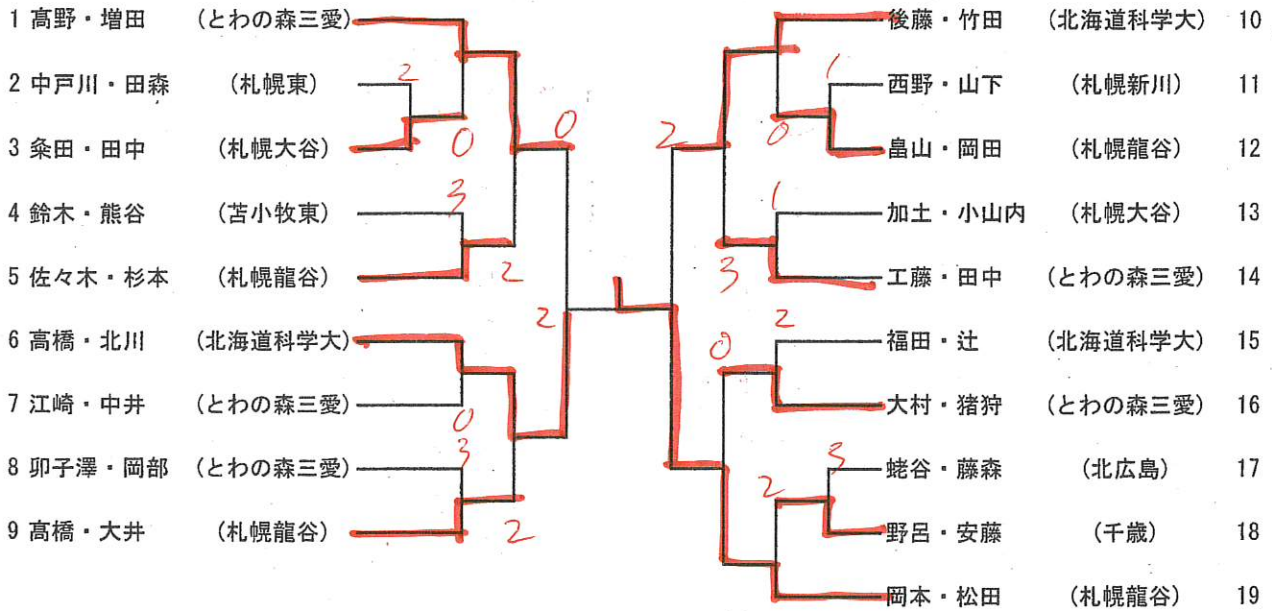 1 高野・増田 (とわの森三愛)
2 中戸川・田森 (札幌東)
3 粂田・田中 (札幌大谷)
4 鈴木・熊谷 (苫小牧東)
5 佐々木・杉本 (札幌龍谷)
6 高橋・北川 (北海道科学大)
7 江崎・中井 (とわの森三愛)
8 卯子澤・岡部 (とわの森三愛)
9 髙橋・大井 (札幌龍谷)
2
0
0
3
2
2
0
3
2
後藤・竹田 (北海道科学大) 10
西野・山下 (札幌新川) 11
畠山・岡田 (札幌龍谷) 12
加土・小山内 (札幌大谷) 13
工藤・田中 (とわの森三愛) 14
福田・辻 (北海道科学大) 15
大村・猪狩 (とわの森三愛) 16
蛯谷・藤森 (北広島) 17
野呂・安藤 (千歳) 18
岡本・松田 (札幌龍谷) 19
1
0
2
1
3
2
0
3
2